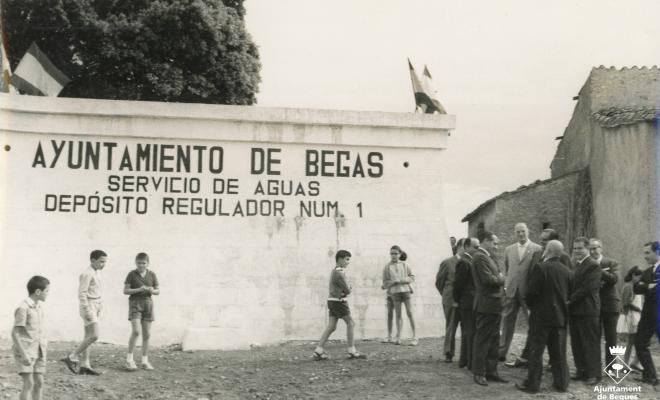 AYUNTAMIENTO DE BEGAS
SERVICIO DE AGUAS
DEPÓSITO REGULADOR NUM. 1
Ajuntament
de Begues